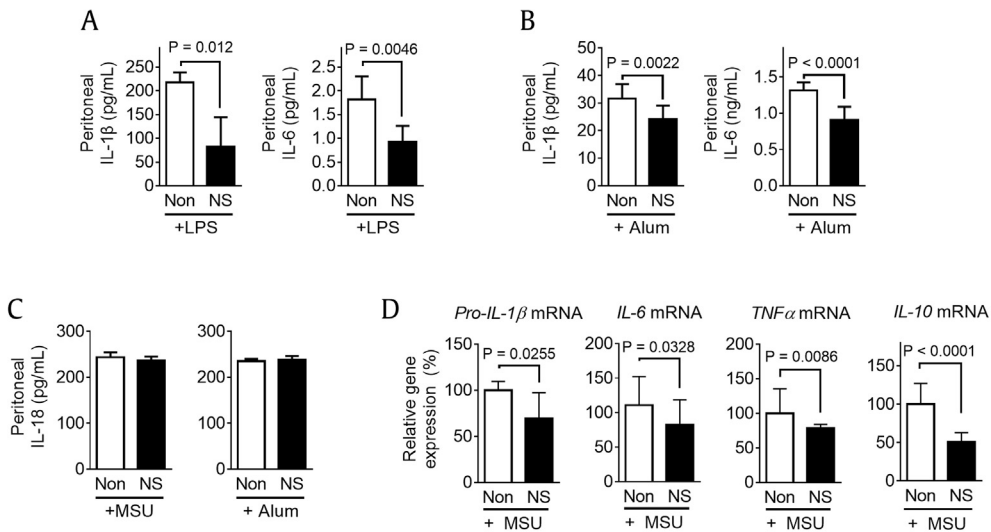 A
Peritoneal
IL-1β (pg/mL)
250
200
150
100
50
0
P = 0.012
Non NS
+LPS
Peritoneal
IL-6 (pg/mL)
2.5
2.0
1.5
1.0
0.5
0.0
P = 0.0046
Non NS
+LPS
B
Peritoneal
IL-1β (pg/mL)
50
40
30
20
10
0
P = 0.0022
Non NS
+ Alum
Peritoneal
IL-6 (ng/mL)
1.5
1.0
0.5
0.0
P < 0.0001
Non NS
+ Alum
C
Peritoneal
IL-18 (pg/mL)
300
200
100
0
Non NS
+MSU
300
200
100
0
Non NS
+ Alum
D
Relative gene
expression (%)
Pro-IL-1β mRNA
150
100
50
P = 0.0255
Non NS
+ MSU
IL-6 mRNA
200
150
100
50
0
P = 0.0328
Non NS
+ MSU
TNFα mRNA
200
150
100
50
0
P = 0.0086
Non NS
+ MSU
IL-10 mRNA
150
100
50
0
P < 0.0001
Non NS
+ MSU